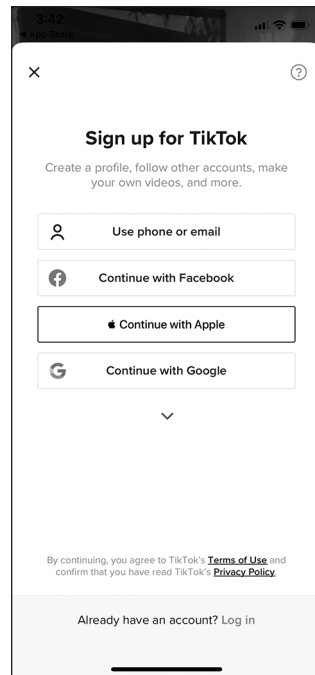 3:42
App Store
Sign up for TikTok
Create a profile, follow other accounts, make
your own videos, and more.
Use phone or email
Continue with Facebook
Continue with Apple
Continue with Google
By continuing, you agree to TikTok's Terms of Use and
confirm that you have read TikTok's Privacy Policy.
Already have an account? Log in